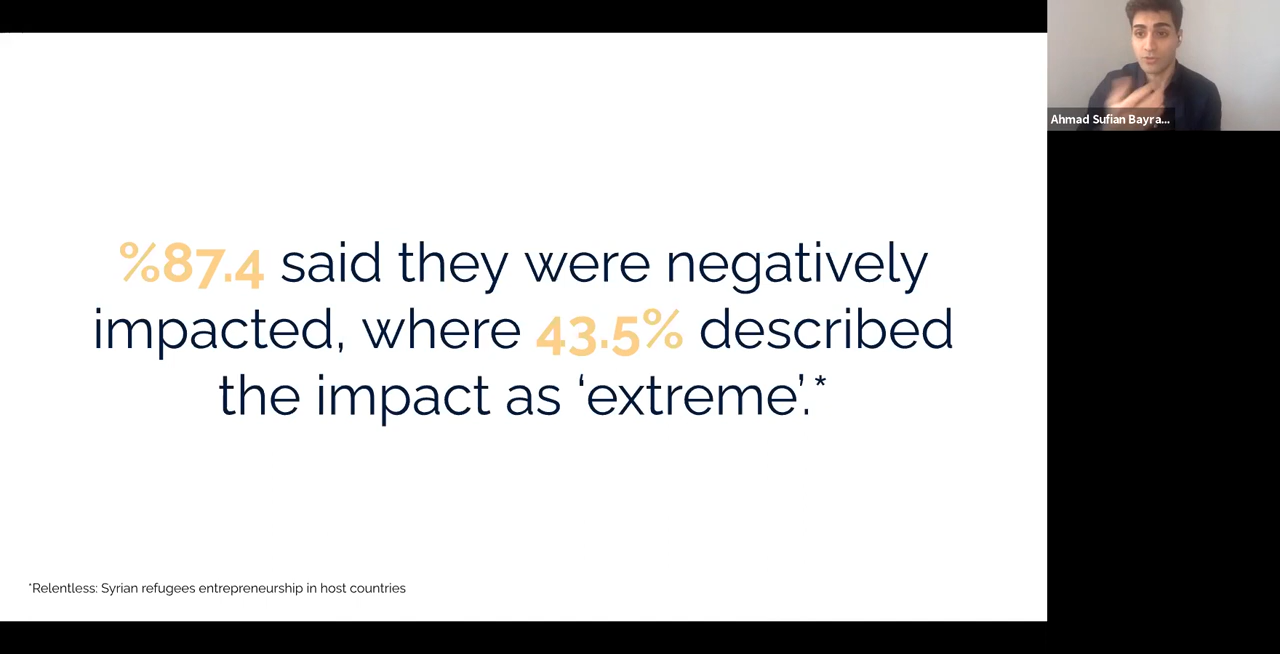 %87.4 said they were negatively
impacted, where 43.5% described
the impact as ‘extreme’.*
*Relentless: Syrian refugees entrepreneurship in host countries
Ahmad Sufian Bayra...